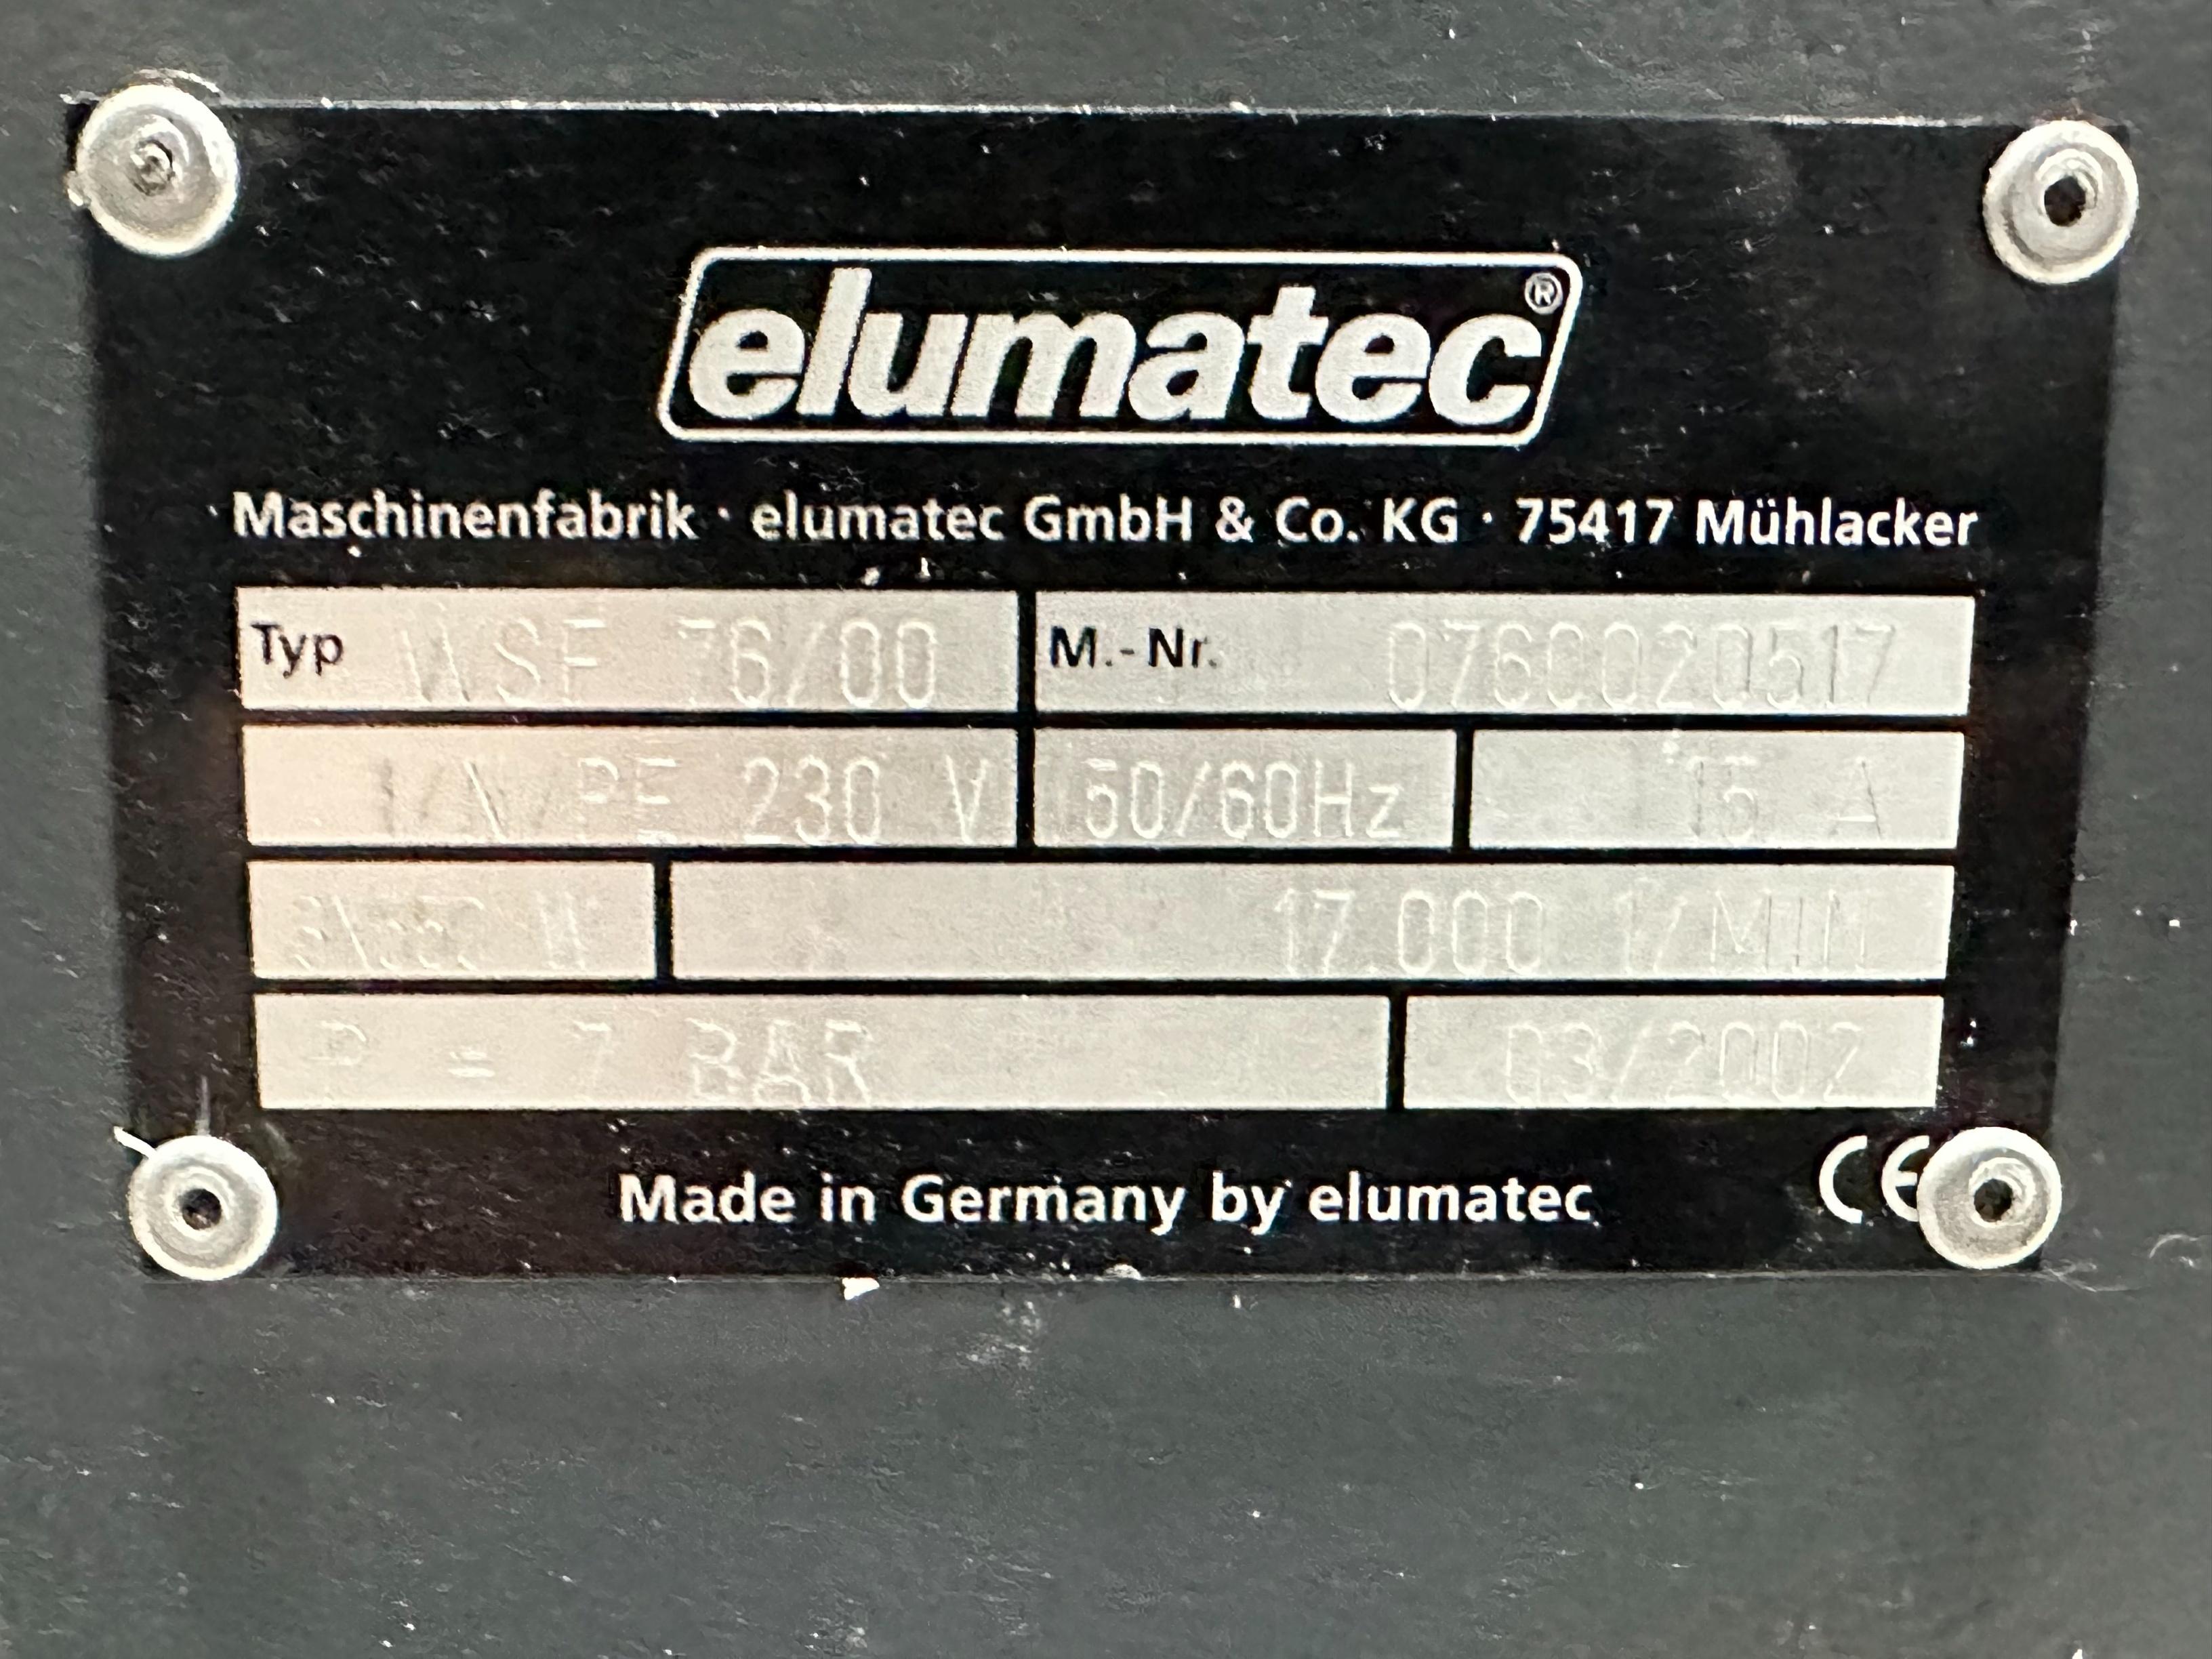 elumatec®
Maschinenfabrik · elumatec GmbH & Co. KG · 75417 Mühlacker
Typ WSF 76/00 M.-Nr. 0760020517
1/N/PE 230 V 50/60Hz 15 A
W 17.000 1/MIN
P = 7 BAR 03/2002
Made in Germany by elumatec CE